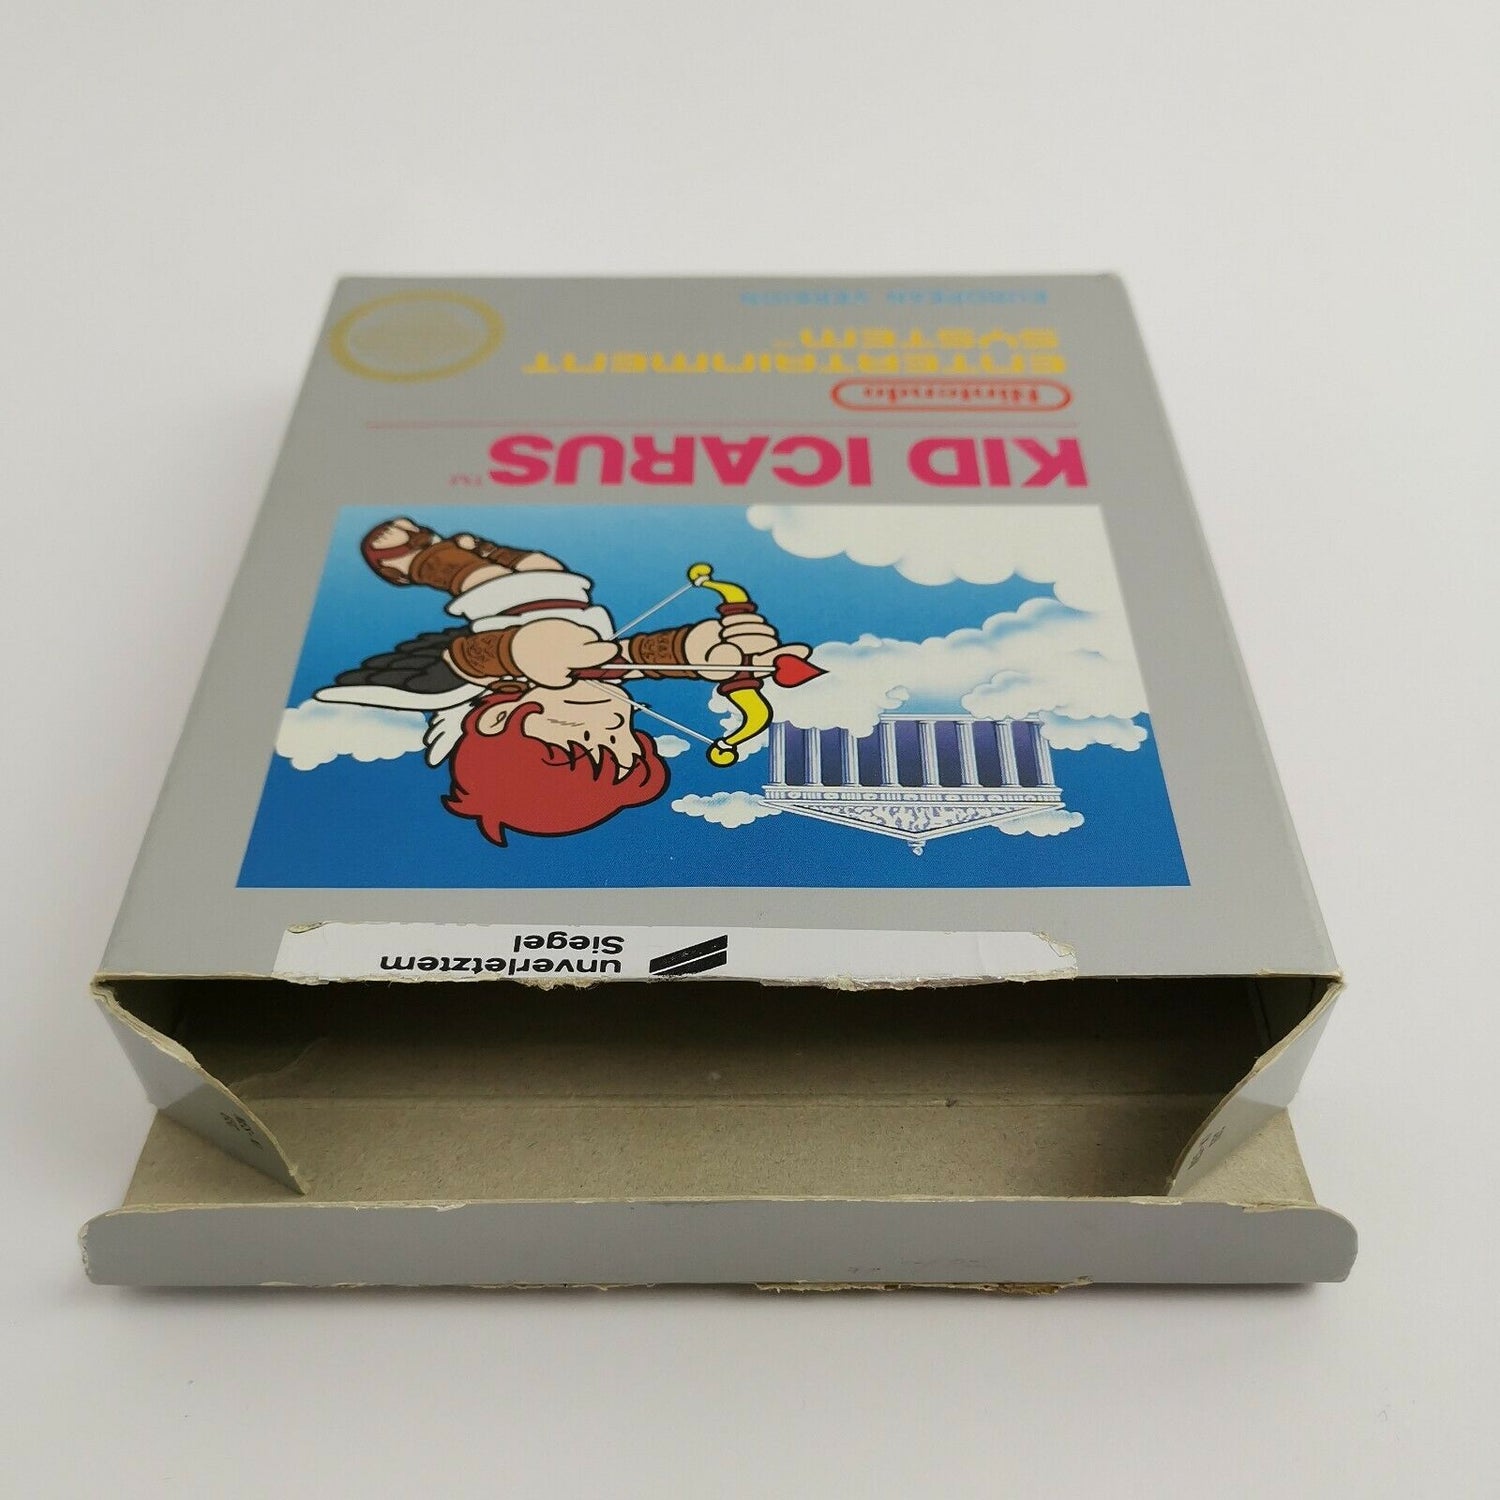 unverletztem
Siegel
KID ICARUS™
Nintendo
ENTERTAINMENT
SYSTEM™
EUROPEAN VERSION